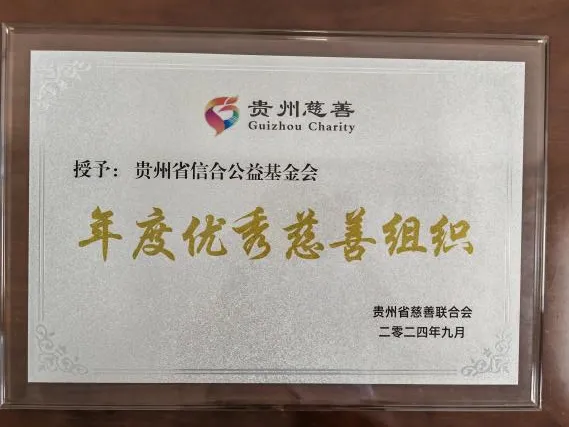 贵州慈善
Guizhou Charity
授予：贵州省信合公益基金会
年度优秀慈善组织
贵州省慈善联合会
二零二四年九月